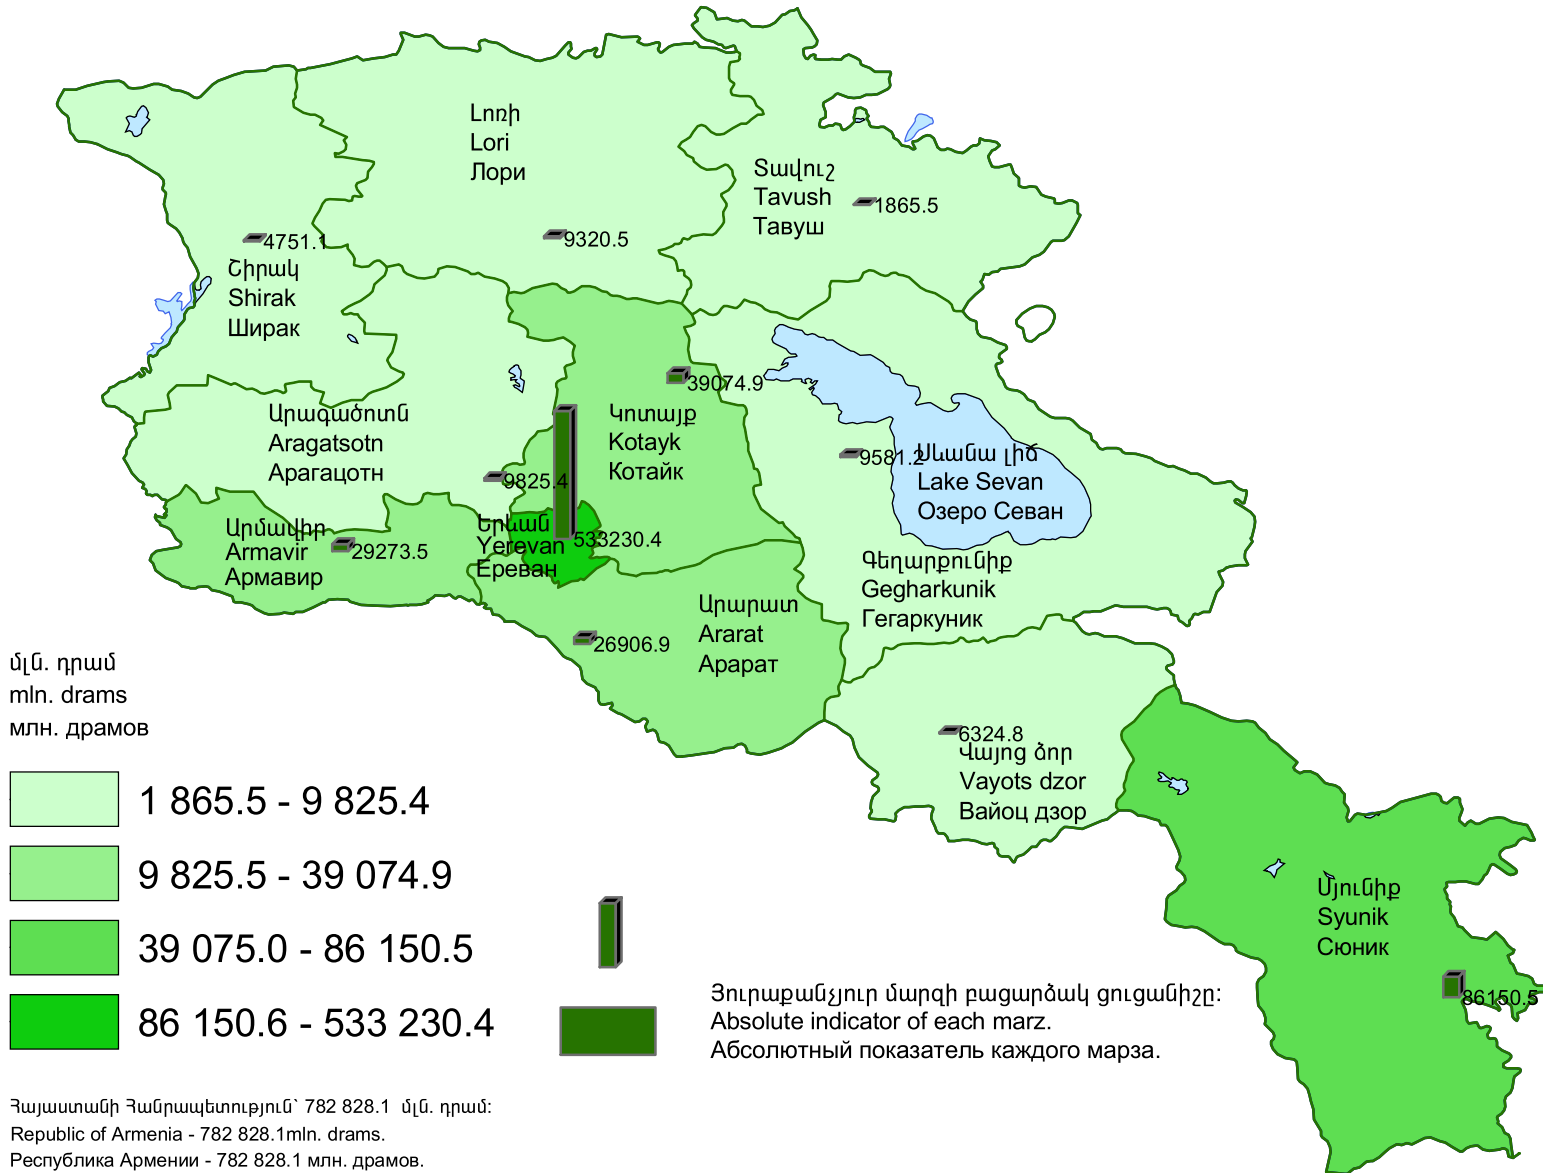 Լոռի
Lori
Лори
Տավուշ
Tavush
Тавуш
1865.5
4751.1
9320.5
Շիրակ
Shirak
Ширак
39074.9
Արագածոտն
Aragatsotn
Арагацотн
Կոտայք
Kotayk
Котайк
9825.4
9581.2
Սևանա լիճ
Lake Sevan
Озеро Севан
Արմավիր
Armavir
Армавир
29273.5
Երևան
Yerevan
Ереван
533230.4
Գեղարքունիք
Gegharkunik
Гегаркуник
Արարատ
Ararat
Арарат
26906.9
մլն. դրամ
mln. drams
млн. драмов
6324.8
Վայոց ձոր
Vayots dzor
Вайоц дзор
1 865.5 - 9 825.4
9 825.5 - 39 074.9
39 075.0 - 86 150.5
86 150.6 - 533 230.4
Սյունիք
Syunik
Сюник
86150.5
Յուրաքանչյուր մարզի բացարձակ ցուցանիշը:
Absolute indicator of each marz.
Абсолютный показатель каждого марза.
Հայաստանի Հանրապետություն՝ 782 828.1 մլն. դրամ:
Republic of Armenia - 782 828.1mln. drams.
Республика Армении - 782 828.1 млн. драмов.